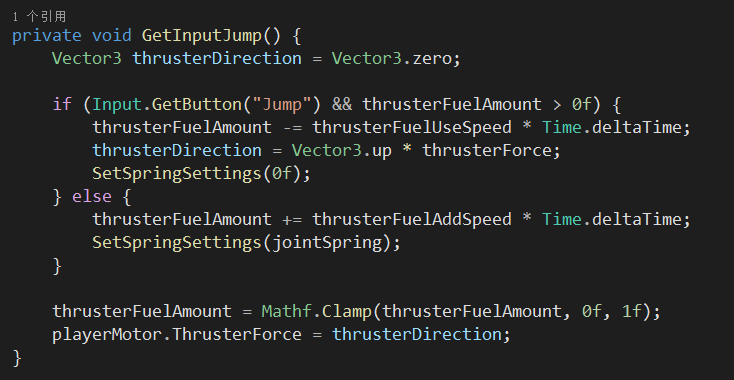 1 个引用
private void GetInputJump() {
    Vector3 thrusterDirection = Vector3.zero;

    if (Input.GetButton("Jump") && thrusterFuelAmount > 0f) {
        thrusterFuelAmount -= thrusterFuelUseSpeed * Time.deltaTime;
        thrusterDirection = Vector3.up * thrusterForce;
        SetSpringSettings(0f);
    } else {
        thrusterFuelAmount += thrusterFuelAddSpeed * Time.deltaTime;
        SetSpringSettings(jointSpring);
    }

    thrusterFuelAmount = Mathf.Clamp(thrusterFuelAmount, 0f, 1f);
    playerMotor.ThrusterForce = thrusterDirection;
}